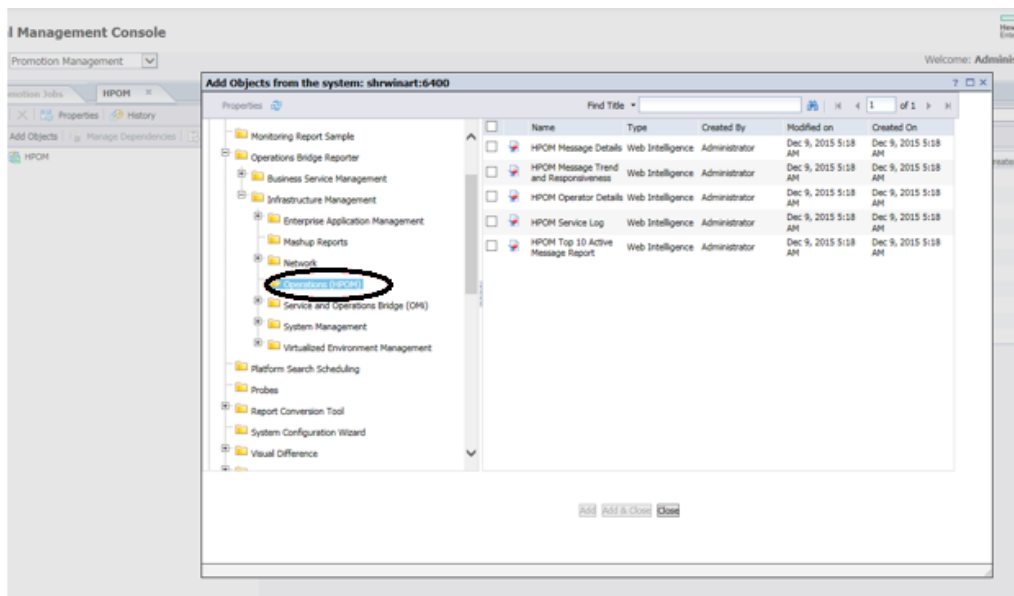 l Management Console
Promotion Management
Welcome: Adminis
omotion Jobs
HPOM
Properties
History
Add Objects
Manage Dependencies
HPOM
Add Objects from the system: shrwinart:6400
? □ ×
Properties
Find Title
1 of 1
Name Type Created By Modified on Created On
HPOM Message Details Web Intelligence Administrator Dec 9, 2015 5:18 AM Dec 9, 2015 5:18 AM
HPOM Message Trend and Responsiveness Web Intelligence Administrator Dec 9, 2015 5:18 AM Dec 9, 2015 5:18 AM
HPOM Operator Details Web Intelligence Administrator Dec 9, 2015 5:18 AM Dec 9, 2015 5:18 AM
HPOM Service Log Web Intelligence Administrator Dec 9, 2015 5:18 AM Dec 9, 2015 5:18 AM
HPOM Top 10 Active Message Report Web Intelligence Administrator Dec 9, 2015 5:18 AM Dec 9, 2015 5:18 AM
Monitoring Report Sample
Operations Bridge Reporter
Business Service Management
Infrastructure Management
Enterprise Application Management
Mashup Reports
Network
Operations (HPOM)
Service and Operations Bridge (OMi)
System Management
Virtualized Environment Management
Platform Search Scheduling
Probes
Report Conversion Tool
System Configuration Wizard
Visual Difference
Add Add & Close Close